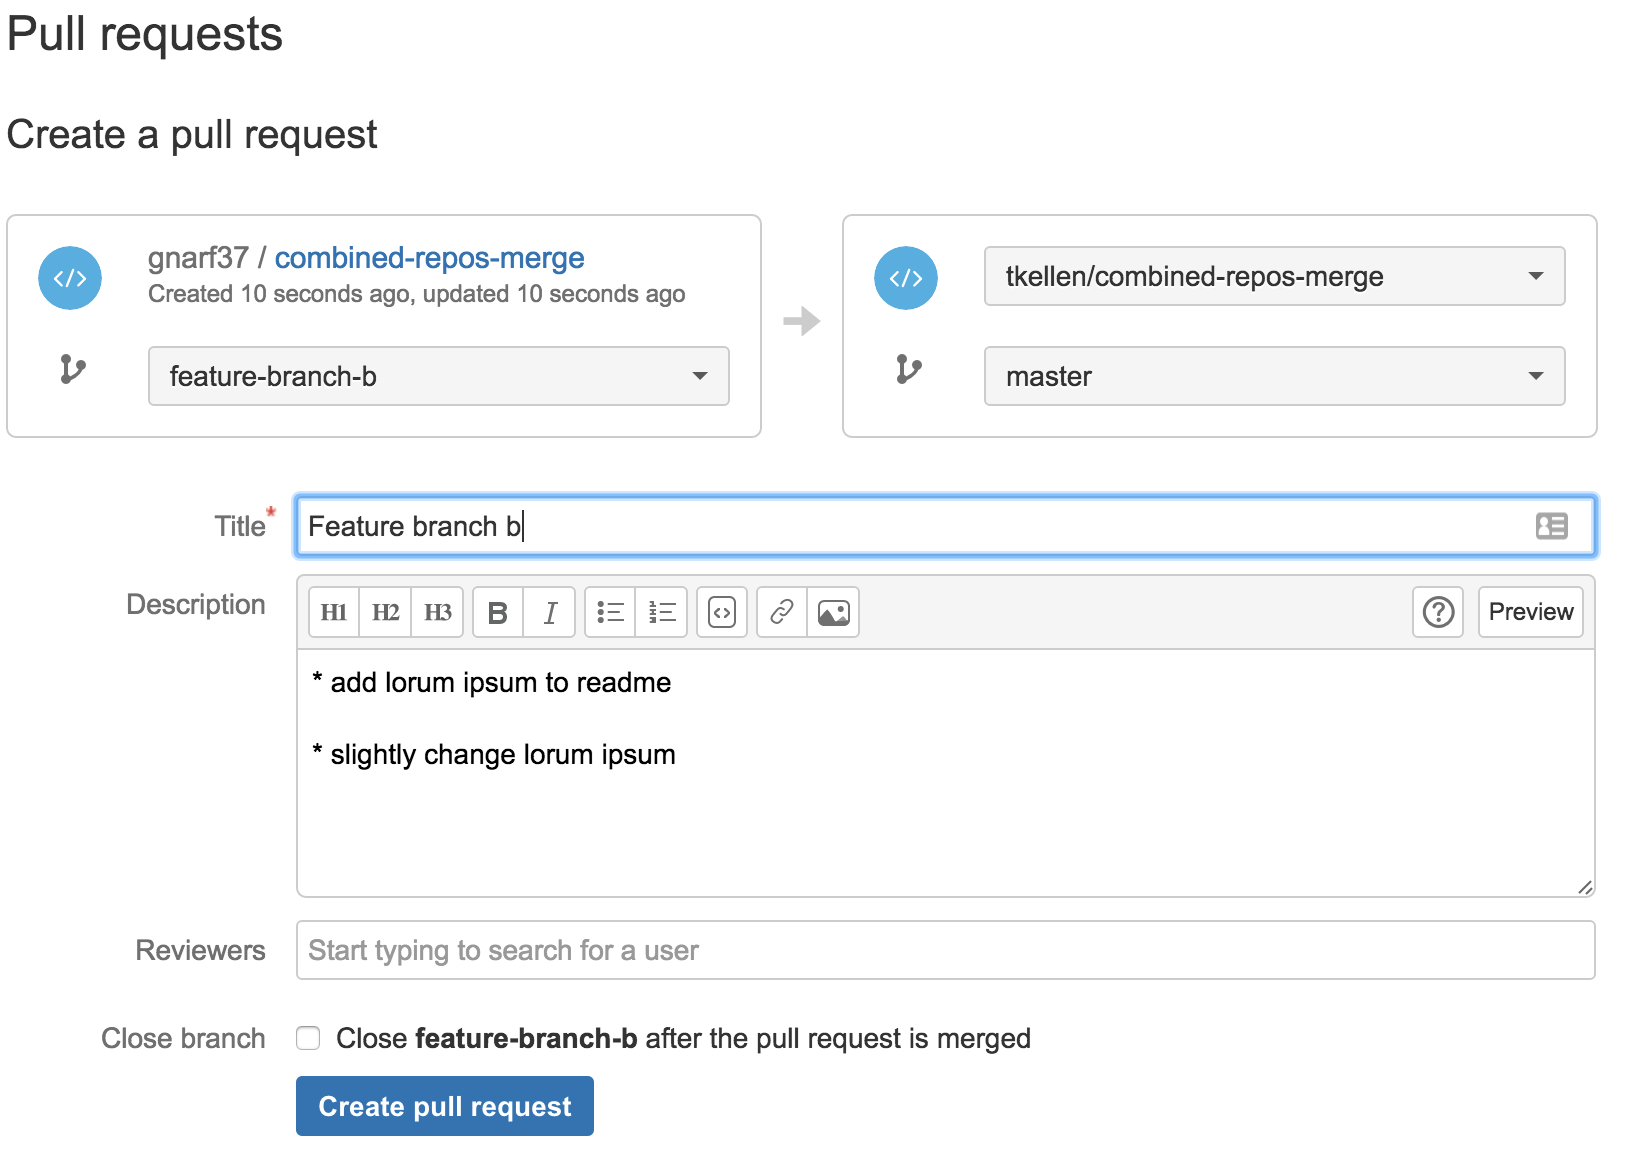 Pull requests
Create a pull request
gnarf37 / combined-repos-merge
Created 10 seconds ago, updated 10 seconds ago
feature-branch-b
tkellen/combined-repos-merge
master
Title*
Feature branch b
Description
H1 H2 H3 B I Preview
* add lorum ipsum to readme
* slightly change lorum ipsum
Reviewers
Start typing to search for a user
Close branch
Close feature-branch-b after the pull request is merged
Create pull request